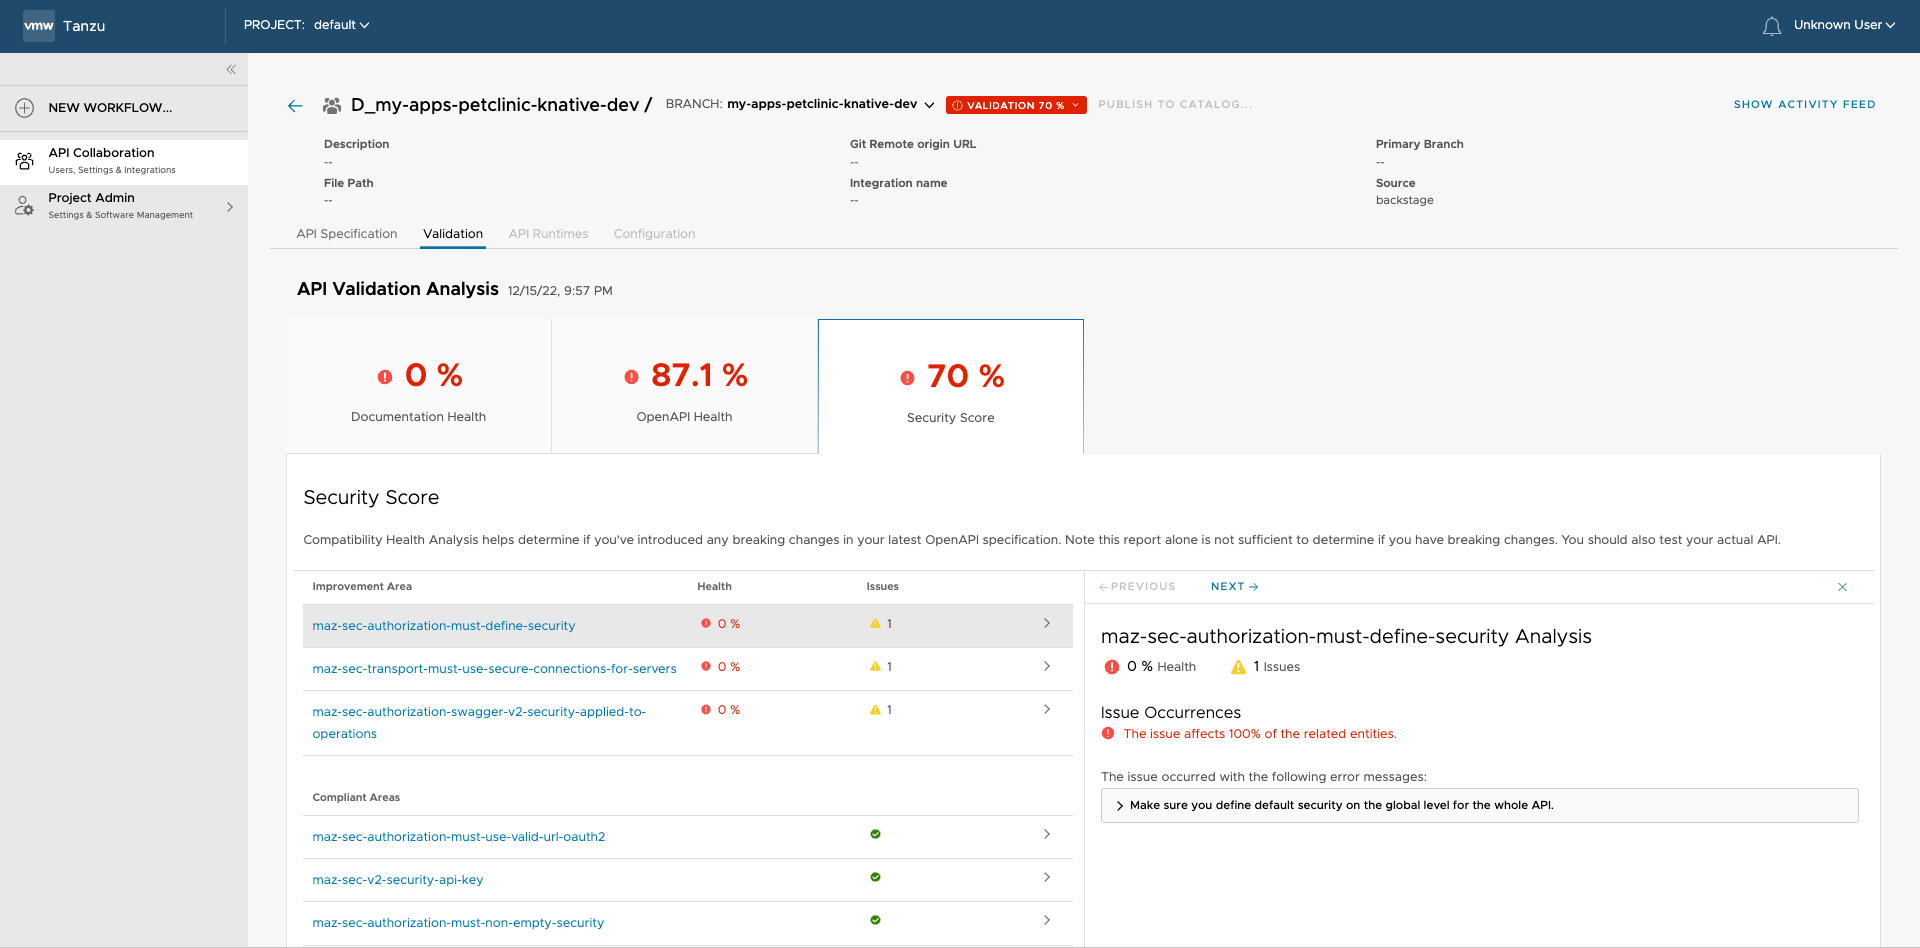 vmw Tanzu
PROJECT: default
Unknown User
NEW WORKFLOW...
API Collaboration
Users, Settings & Integrations
Project Admin
Settings & Software Management
D_my-apps-petclinic-knative-dev /
BRANCH: my-apps-petclinic-knative-dev
VALIDATION 70 %
PUBLISH TO CATALOG...
SHOW ACTIVITY FEED
Description
--
Git Remote origin URL
--
Primary Branch
--
File Path
--
Integration name
--
Source
backstage
API Specification
Validation
API Runtimes
Configuration
API Validation Analysis 12/15/22, 9:57 PM
0 %
Documentation Health
87.1 %
OpenAPI Health
70 %
Security Score
Security Score
Compatibility Health Analysis helps determine if you've introduced any breaking changes in your latest OpenAPI specification. Note this report alone is not sufficient to determine if you have breaking changes. You should also test your actual API.
Improvement Area Health Issues
maz-sec-authorization-must-define-security 0 % 1
maz-sec-transport-must-use-secure-connections-for-servers 0 % 1
maz-sec-authorization-swagger-v2-security-applied-to- 0 % 1
operations
Compliant Areas
maz-sec-authorization-must-use-valid-url-oauth2
maz-sec-v2-security-api-key
maz-sec-authorization-must-non-empty-security
PREVIOUS
NEXT
maz-sec-authorization-must-define-security Analysis
0 % Health 1 Issues
Issue Occurrences
The issue affects 100% of the related entities.
The issue occurred with the following error messages:
Make sure you define default security on the global level for the whole API.